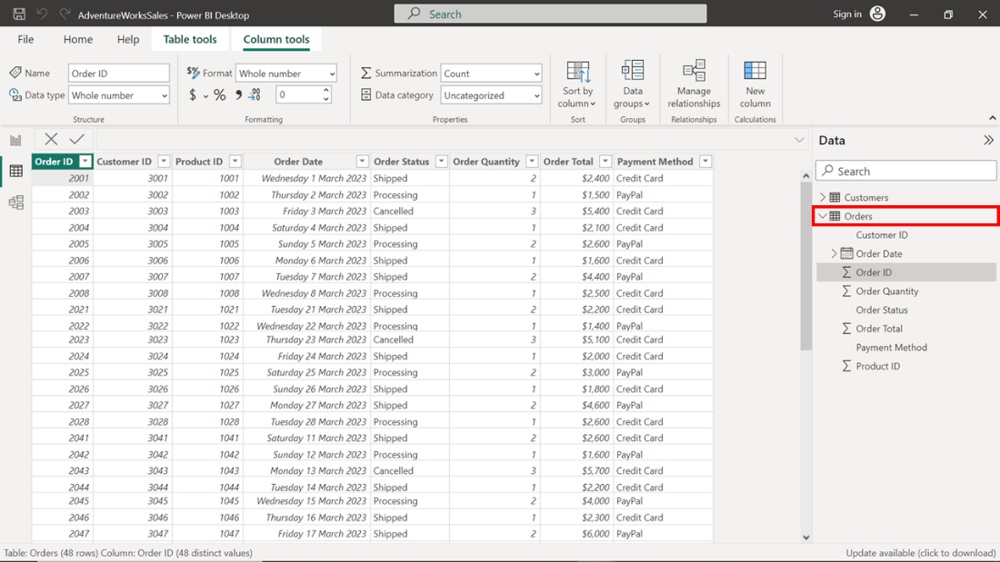 AdventureWorksSales - Power BI Desktop
Search
Sign in
File Home Help Table tools Column tools
Name Order ID
Data type Whole number
Structure
$% Format Whole number
$ % , .00 0
Formatting
Summarization Count
Data category Uncategorized
Properties
Sort by column
Sort
Data groups
Groups
Manage relationships
Relationships
New column
Calculations
Order ID Customer ID Product ID Order Date Order Status Order Quantity Order Total Payment Method
2001 3001 1001 Wednesday 1 March 2023 Shipped 2 $2,400 Credit Card
2002 3002 1002 Thursday 2 March 2023 Processing 1 $1,500 PayPal
2003 3003 1003 Friday 3 March 2023 Cancelled 3 $5,400 Credit Card
2004 3004 1004 Saturday 4 March 2023 Shipped 1 $2,100 Credit Card
2005 3005 1005 Sunday 5 March 2023 Processing 2 $2,600 PayPal
2006 3006 1006 Monday 6 March 2023 Shipped 1 $1,600 Credit Card
2007 3007 1007 Tuesday 7 March 2023 Shipped 2 $4,400 PayPal
2008 3008 1008 Wednesday 8 March 2023 Processing 1 $2,500 Credit Card
2021 3021 1021 Tuesday 21 March 2023 Shipped 2 $2,200 Credit Card
2022 3022 1022 Wednesday 22 March 2023 Processing 1 $1,400 PayPal
2023 3023 1023 Thursday 23 March 2023 Cancelled 3 $5,100 Credit Card
2024 3024 1024 Friday 24 March 2023 Shipped 1 $2,000 Credit Card
2025 3025 1025 Saturday 25 March 2023 Processing 2 $3,000 PayPal
2026 3026 1026 Sunday 26 March 2023 Shipped 1 $1,800 Credit Card
2027 3027 1027 Monday 27 March 2023 Shipped 2 $4,600 PayPal
2028 3028 1028 Tuesday 28 March 2023 Processing 1 $2,600 Credit Card
2041 3041 1041 Saturday 11 March 2023 Shipped 2 $2,600 Credit Card
2042 3042 1042 Sunday 12 March 2023 Processing 1 $1,600 PayPal
2043 3043 1043 Monday 13 March 2023 Cancelled 3 $5,700 Credit Card
2044 3044 1044 Tuesday 14 March 2023 Shipped 1 $2,200 Credit Card
2045 3045 1045 Wednesday 15 March 2023 Processing 2 $4,000 PayPal
2046 3046 1046 Thursday 16 March 2023 Shipped 1 $2,300 Credit Card
2047 3047 1047 Friday 17 March 2023 Shipped 2 $6,000 PayPal
Data
Search
Customers
Orders
Customer ID
Order Date
Order ID
Order Quantity
Order Status
Order Total
Payment Method
Product ID
Table: Orders (48 rows) Column: Order ID (48 distinct values)
Update available (click to download)